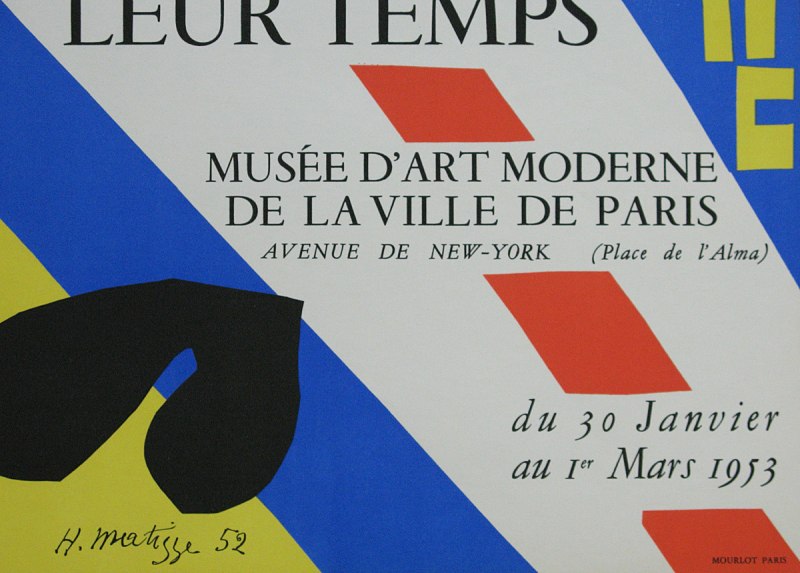 LEUR TEMPS
MUSÉE D'ART MODERNE
DE LA VILLE DE PARIS
AVENUE DE NEW-YORK (Place de l'Alma)
du 30 Janvier
au 1er Mars 1953
H. Matisse 52
MOURLOT PARIS